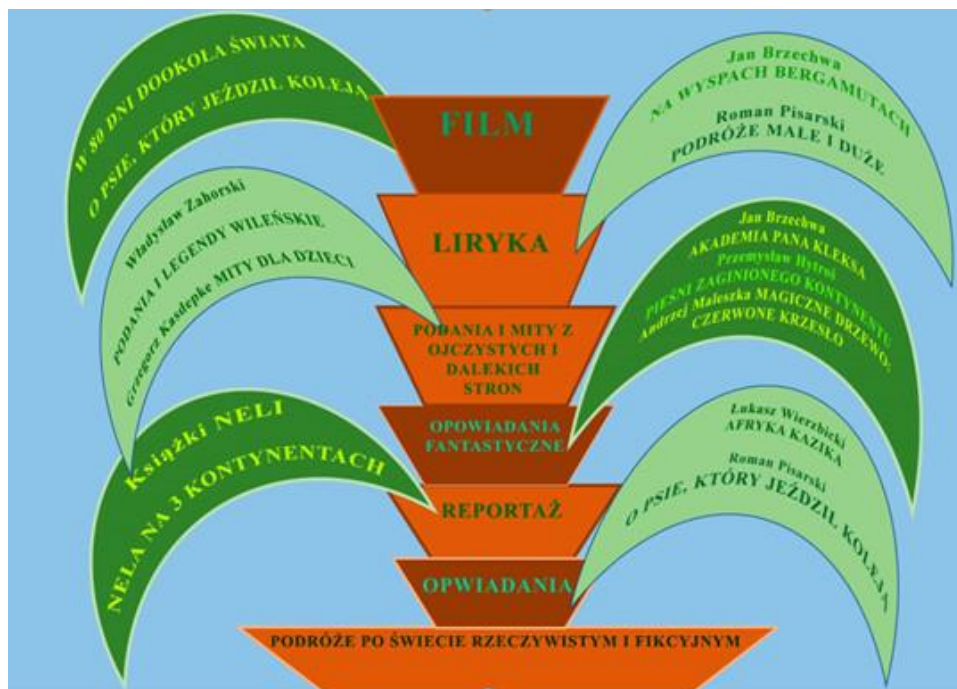 W 80 DNI DOOKOŁA ŚWIATA
O PSIE, KTÓRY JEŹDZIŁ KOLEJĄ
FILM
Jan Brzechwa
NA WYSPACH BERGAMUTACH
Roman Pisarski
PODRÓŻE MAŁE I DUŻE
LIRYKA
Władysław Zahorski
PODANIA I LEGENDY WILEŃSKIE
Grzegorz Kasdepke MITY DLA DZIECI
PODANIA I MITY Z
OJCZYSTYCH I
DALEKICH
STRON
Jan Brzechwa
AKADEMIA PANA KLEKSA
Przemysław Hytroś
PIEŚNI ZAGINIONEGO KONTYNENTU
Andrzej Maleszka MAGICZNE DRZEWO:
CZERWONE KRZESŁO
OPOWIADANIA
FANTASTYCZNE
Książki NELI
NELA NA 3 KONTYNENTACH
REPORTAŻ
Łukasz Wierzbicki
AFRYKA KAZIKA
Roman Pisarski
O PSIE, KTÓRY JEŹDZIŁ KOLEJĄ
OPWIADANIA
PODRÓŻE PO ŚWIECIE RZECZYWISTYM I FIKCYJNYM